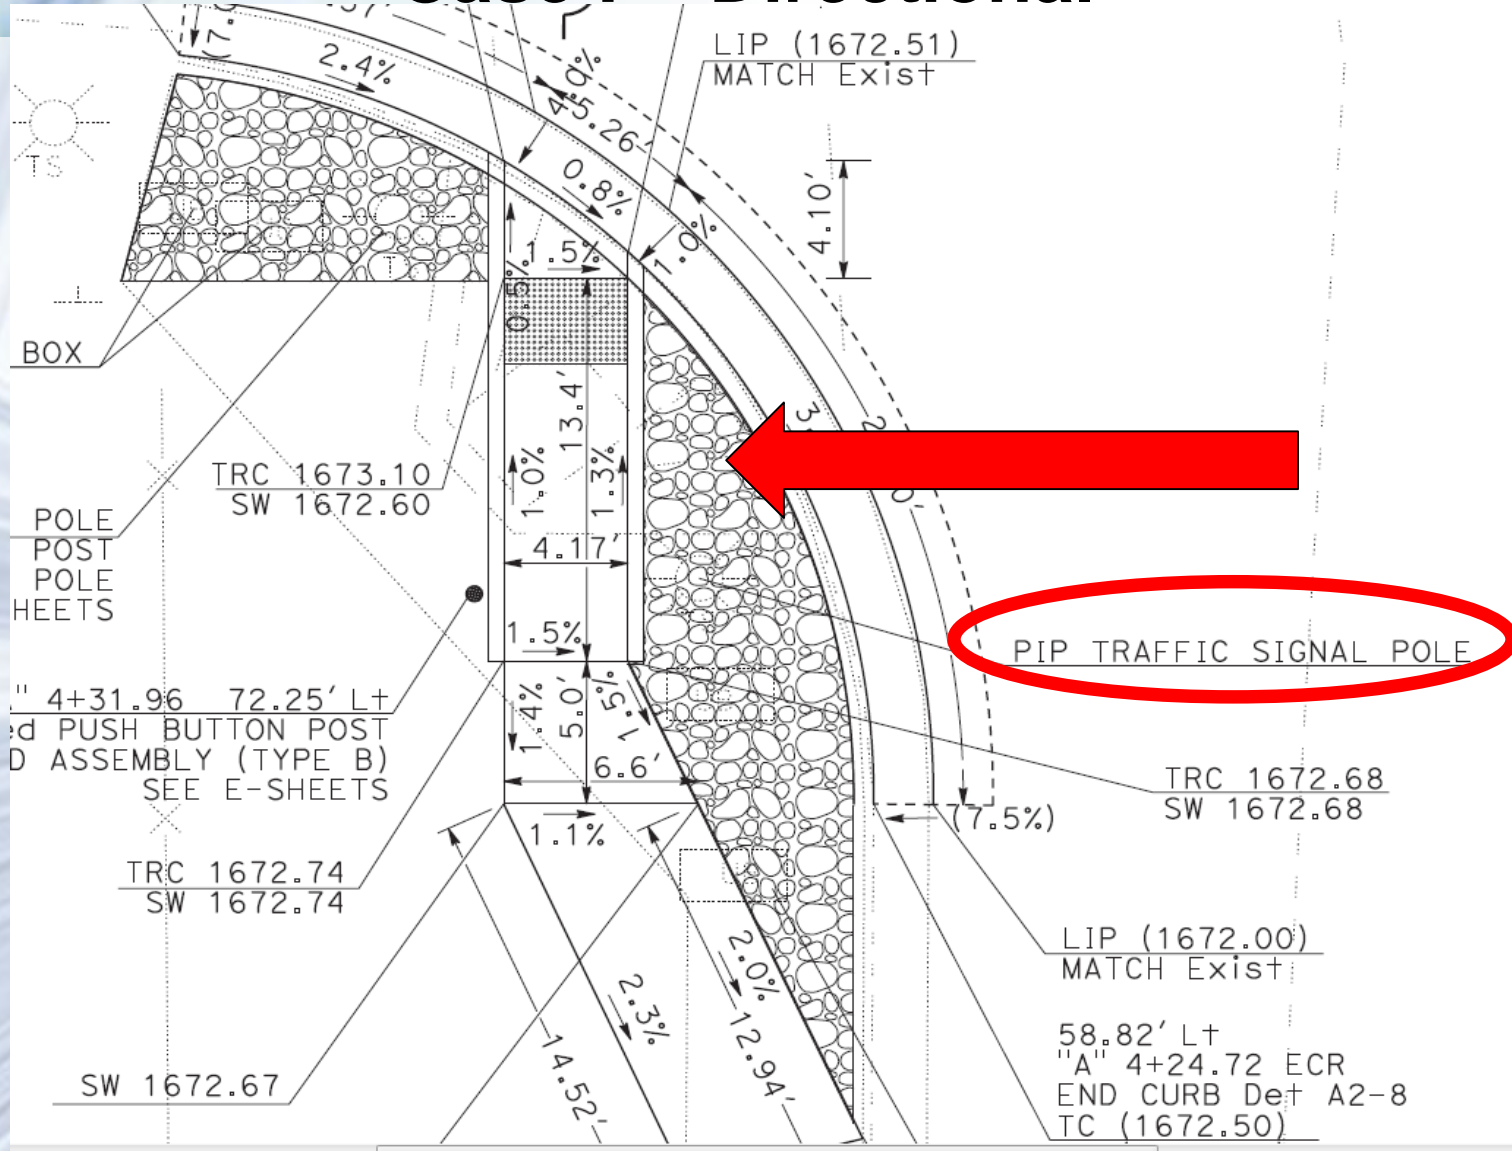 LIP (1672.51)
MATCH Exist
2.4%
4.9%
5.26'
0.8%
1.0%
4.10'
TS
1.5%
0.5%
T
BOX
13.4'
TRC 1673.10
SW 1672.60
1.0%
1.3%
POLE
POST
POLE
HEETS
4.17'
1.5%
PIP TRAFFIC SIGNAL POLE
" 4+31.96 72.25' Lt
ed PUSH BUTTON POST
D ASSEMBLY (TYPE B)
SEE E-SHEETS
1.4%
5.0'
1.5%
6.6'
TRC 1672.68
SW 1672.68
(7.5%)
1.1%
TRC 1672.74
SW 1672.74
2.0%
2.3%
LIP (1672.00)
MATCH Exist
12.94'
14.52'
SW 1672.67
58.82' Lt
"A" 4+24.72 ECR
END CURB Det A2-8
TC (1672.50)